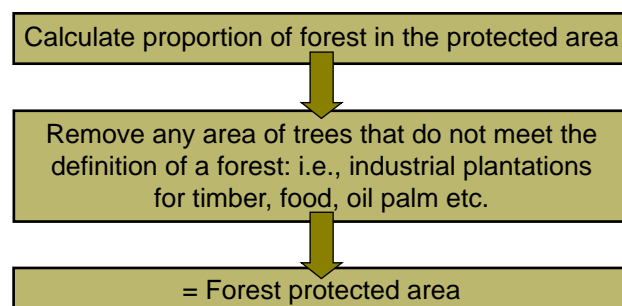 Calculate proportion of forest in the protected area
Remove any area of trees that do not meet the
definition of a forest: i.e., industrial plantations
for timber, food, oil palm etc.
= Forest protected area